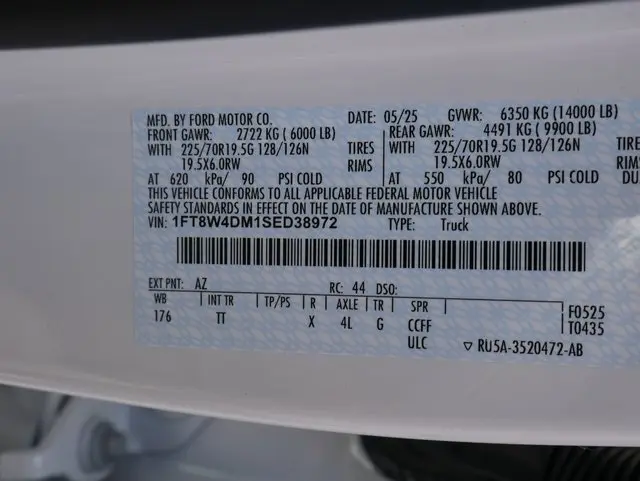 MFD. BY FORD MOTOR CO. DATE: 05/25 GVWR: 6350 KG (14000 LB)
FRONT GAWR: 2722 KG ( 6000 LB) REAR GAWR: 4491 KG ( 9900 LB)
WITH 225/70R19.5G 128/126N TIRES WITH 225/70R19.5G 128/126N TIRE
19.5X6.0RW RIMS 19.5X6.0RW RIMS
AT 620 kPa/ 90 PSI COLD AT 550 kPa/ 80 PSI COLD DU
THIS VEHICLE CONFORMS TO ALL APPLICABLE FEDERAL MOTOR VEHICLE
SAFETY STANDARDS IN EFFECT ON THE DATE OF MANUFACTURE SHOWN ABOVE.
VIN: 1FT8W4DM1SED38972 TYPE: Truck
EXT PNT: AZ RC: 44 DSO:
WB INT TR TP/PS R AXLE TR SPR F0525
176 TT X 4L G CCFF T0435
ULC RU5A-3520472-AB